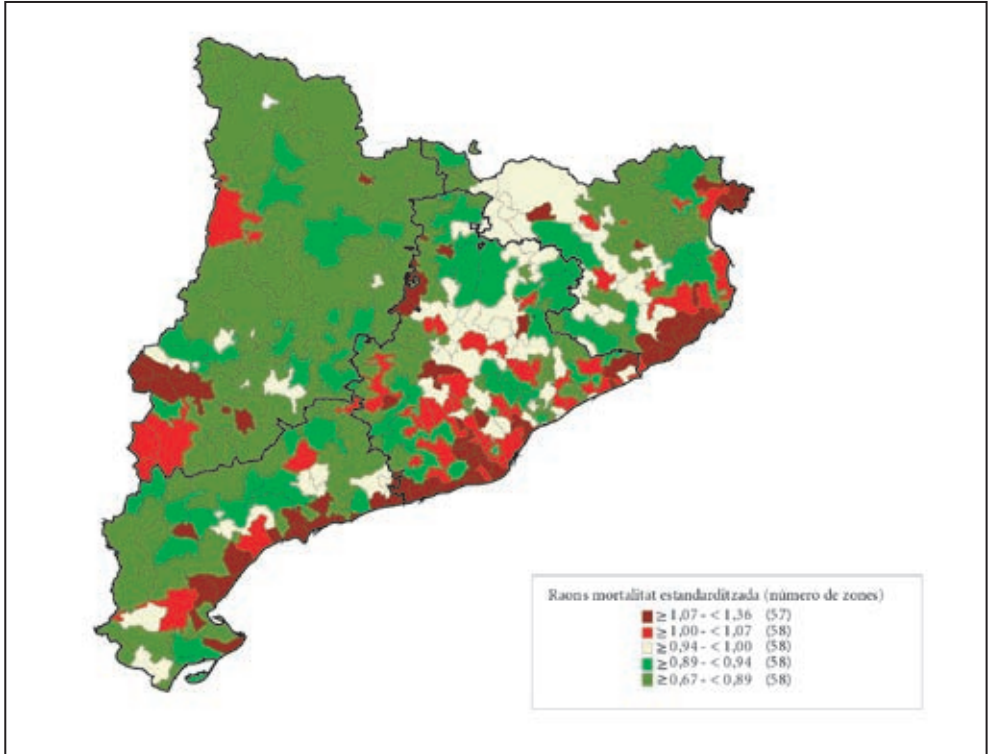 Raons mortalitat estandarditzada (número de zones)
≥ 1,07 - < 1,36 (57)
≥ 1,00 - < 1,07 (58)
≥ 0,94 - < 1,00 (58)
≥ 0,89 - < 0,94 (58)
≥ 0,67 - < 0,89 (58)